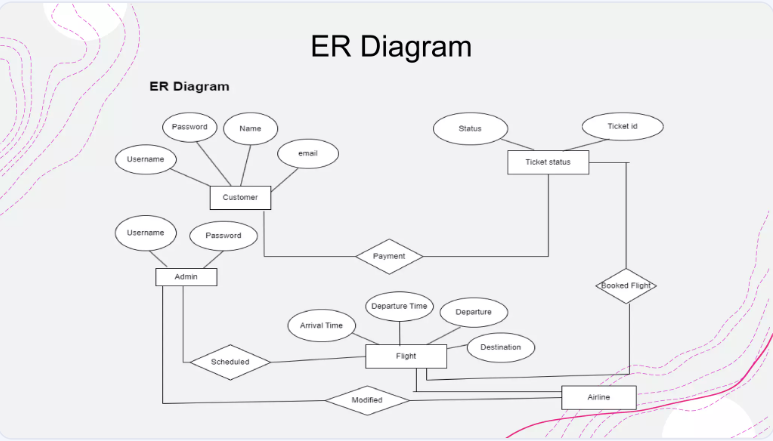 ER Diagram
ER Diagram
Password
Name
Username
email
Customer
Status
Ticket id
Ticket status
Username
Password
Admin
Payment
Booked Flight
Arrival Time
Departure Time
Departure
Destination
Flight
Scheduled
Modified
Airline